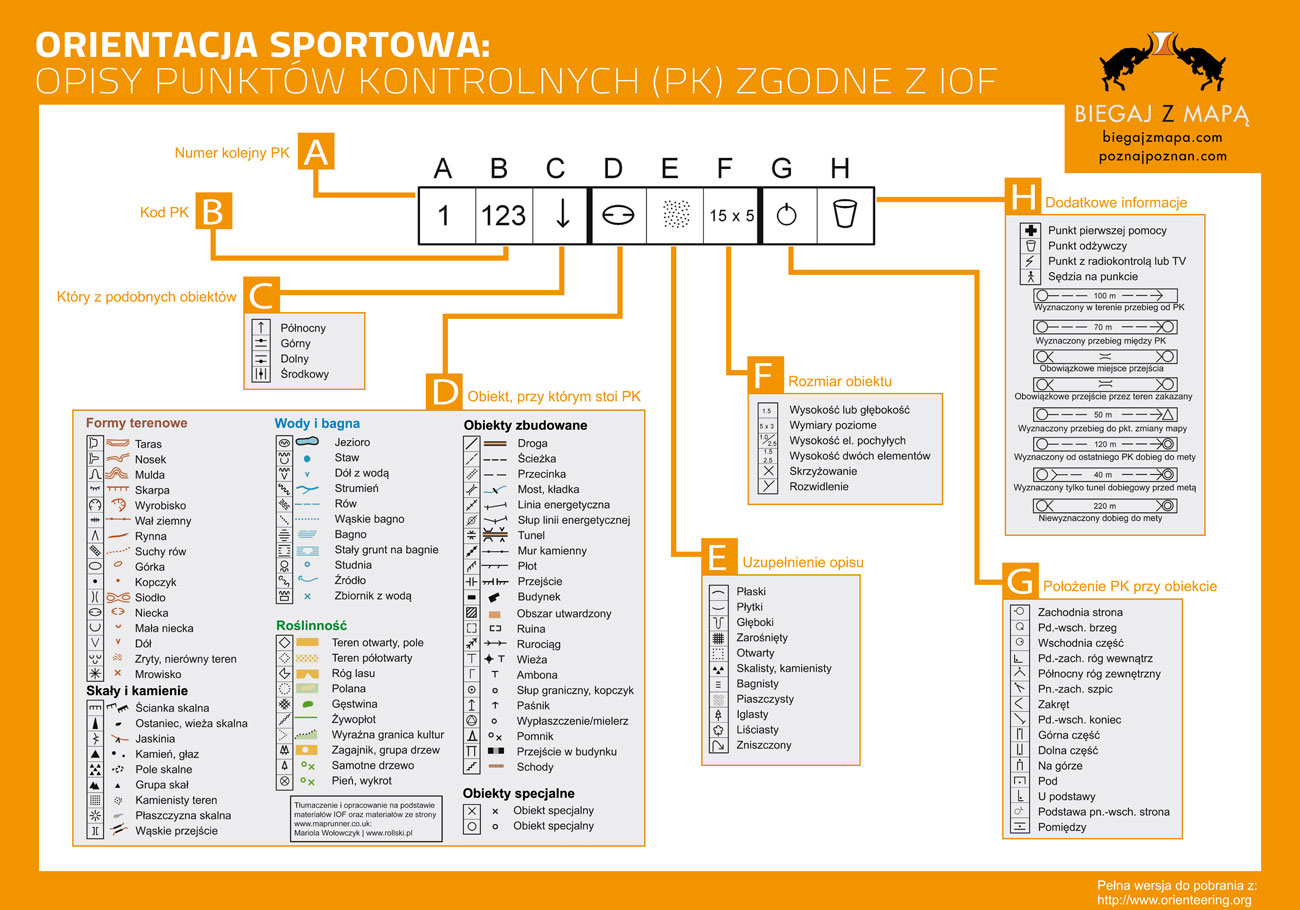 ORIENTACJA SPORTOWA:
OPISY PUNKTÓW KONTROLNYCH (PK) ZGODNE Z IOF
BIEGAJ Z MAPĄ
biegajzmapa.com
poznajpoznan.com
Numer kolejny PK A
Kod PK B
A B C D E F G H
1 123 15 x 5
Który z podobnych obiektów C
Północny
Górny
Dolny
Środkowy
D Obiekt, przy którym stoi PK
Formy terenowe
Taras
Nosek
Mulda
Skarpa
Wyrobisko
Wał ziemny
Rynna
Suchy rów
Górka
Kopczyk
Siodło
Niecka
Mała niecka
Dół
Zryty, nierówny teren
Mrowisko
Skały i kamienie
Ścianka skalna
Ostaniec, wieża skalna
Jaskinia
Kamień, głaz
Pole skalne
Grupa skał
Kamienisty teren
Płaszczyzna skalna
Wąskie przejście
Wody i bagna
Jezioro
Staw
Dół z wodą
Strumień
Rów
Wąskie bagno
Bagno
Stały grunt na bagnie
Studnia
Źródło
Zbiornik z wodą
Roślinność
Teren otwarty, pole
Teren półotwarty
Róg lasu
Polana
Gęstwina
Żywopłot
Wyraźna granica kultur
Zagajnik, grupa drzew
Samotne drzewo
Pień, wykrot
Tłumaczenie i opracowanie na podstawie
materiałów IOF oraz materiałów ze strony
www.maprunner.co.uk:
Mariola Wołowczyk | www.rollski.pl
Obiekty zbudowane
Droga
Ścieżka
Przecinka
Most, kładka
Linia energetyczna
Słup linii energetycznej
Tunel
Mur kamienny
Płot
Przejście
Budynek
Obszar utwardzony
Ruina
Rurociąg
Wieża
Ambona
Słup graniczny, kopczyk
Paśnik
Wypłaszczenie/mielerz
Pomnik
Przejście w budynku
Schody
Obiekty specjalne
Obiekt specjalny
Obiekt specjalny
E Uzupełnienie opisu
Płaski
Płytki
Głęboki
Zarośnięty
Otwarty
Skalisty, kamienisty
Bagnisty
Piaszczysty
Iglasty
Liściasty
Zniszczony
F Rozmiar obiektu
1.5 Wysokość lub głębokość
5 x 3 Wymiary poziome
1.0/2.5 Wysokość el. pochyłych
1.5 Wysokość dwóch elementów
2.5
Skrzyżowanie
Rozwidlenie
G Położenie PK przy obiekcie
Zachodnia strona
Pd.-wsch. brzeg
Wschodnia część
Pd.-zach. róg wewnątrz
Północny róg zewnętrzny
Pn.-zach. szpic
Zakręt
Pd.-wsch. koniec
Górna część
Dolna część
Na górze
Pod
U podstawy
Podstawa pn.-wsch. strona
Pomiędzy
H Dodatkowe informacje
Punkt pierwszej pomocy
Punkt odżywczy
Punkt z radiokontrolą lub TV
Sędzia na punkcie
100 m
Wyznaczony w terenie przebieg od PK
70 m
Wyznaczony przebieg między PK
Obowiązkowe miejsce przejścia
Obowiązkowe przejście przez teren zakazany
50 m
Wyznaczony przebieg do pkt. zmiany mapy
120 m
Wyznaczony od ostatniego PK dobieg do mety
40 m
Wyznaczony tylko tunel dobiegowy przed metą
220 m
Niewyznaczony dobieg do mety
Pełna wersja do pobrania z:
http://www.orienteering.org